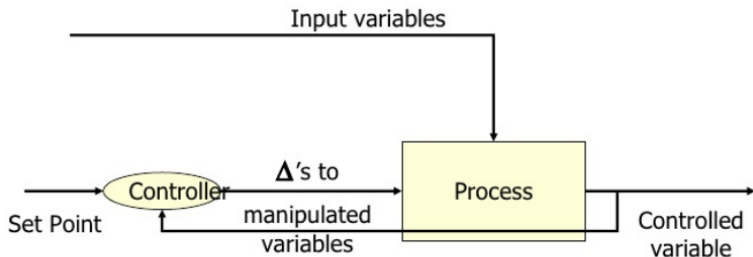 Input variables
Δ's to
Controller
Process
Set Point
manipulated
variables
Controlled
variable